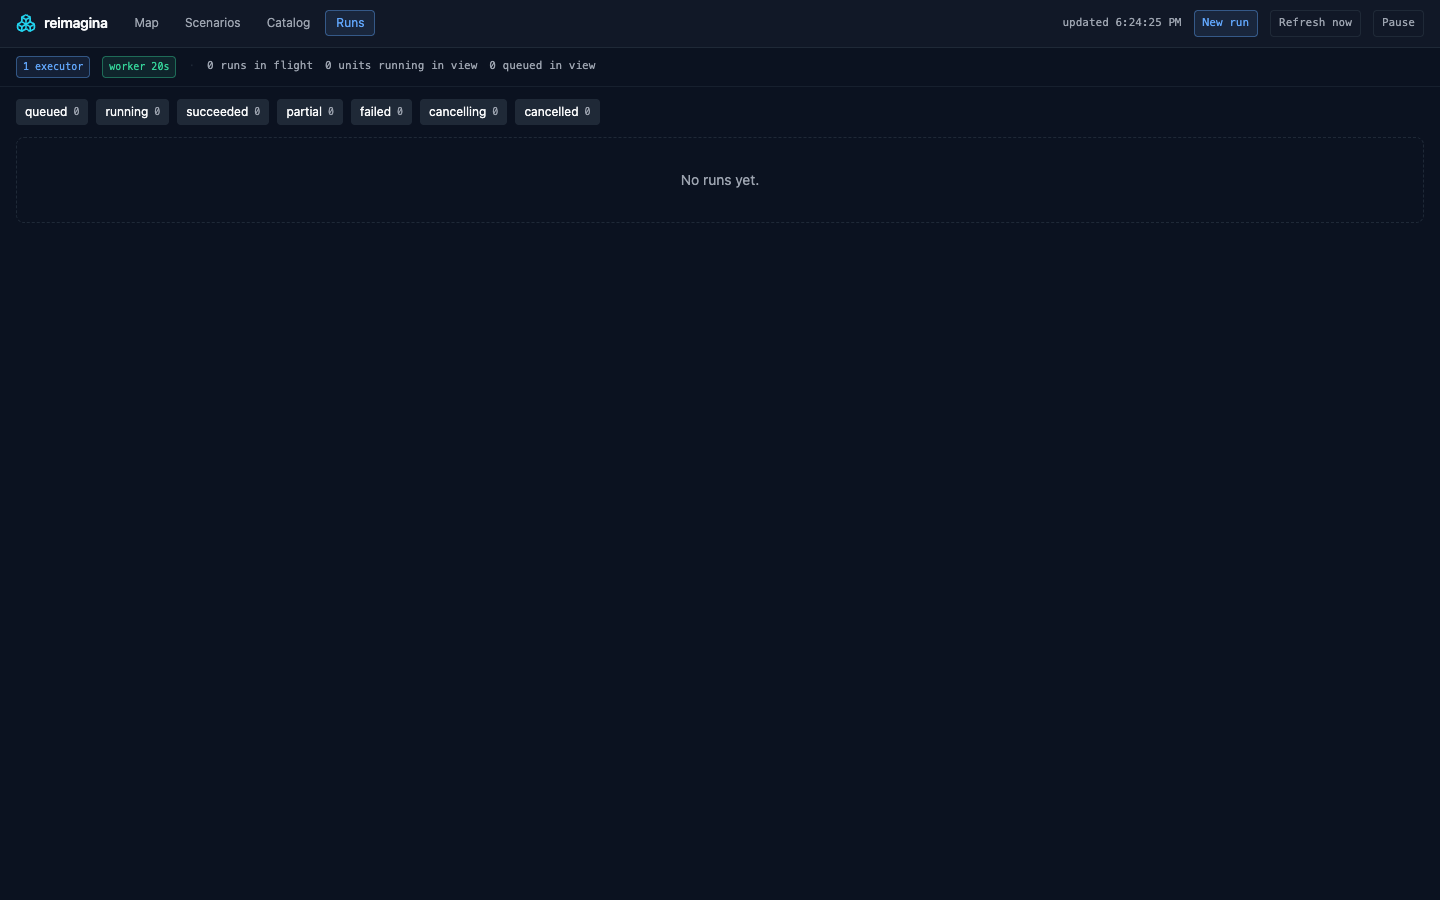 reimagina Map Scenarios Catalog Runs updated 6:24:25 PM New run Refresh now Pause
1 executor worker 20s · 0 runs in flight 0 units running in view 0 queued in view
queued 0 running 0 succeeded 0 partial 0 failed 0 cancelling 0 cancelled 0
No runs yet.